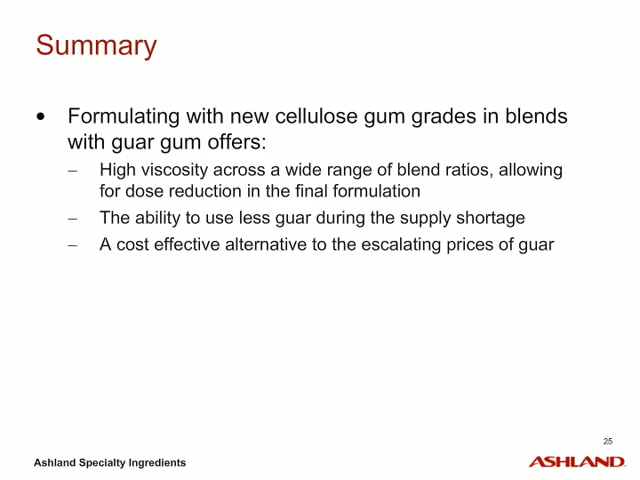 Summary
• Formulating with new cellulose gum grades in blends
with guar gum offers:
– High viscosity across a wide range of blend ratios, allowing
for dose reduction in the final formulation
– The ability to use less guar during the supply shortage
– A cost effective alternative to the escalating prices of guar
25
Ashland Specialty Ingredients
ASHLAND.